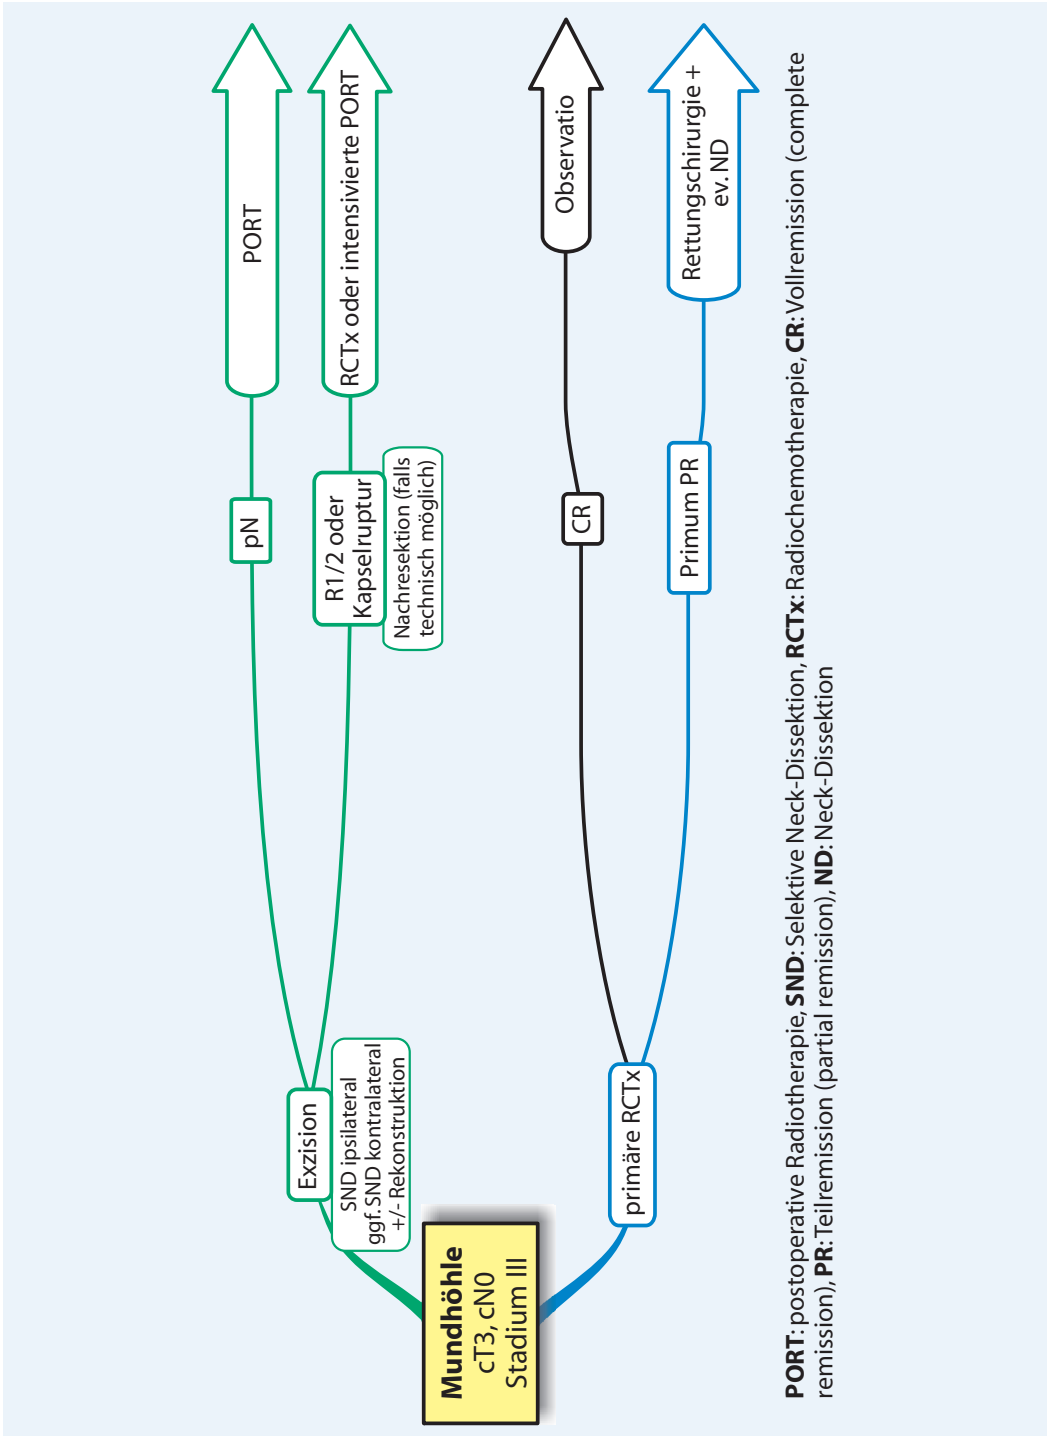 Mundhöhle
cT3, cN0
Stadium III
Exzision
SND ipsilateral
ggf. SND kontralateral
+/- Rekonstruktion
pN
PORT
R1/2 oder
Kapselruptur
Nachresektion (falls
technisch möglich)
RCTx oder intensivierte PORT
primäre RCTx
CR
Observatio
Primum PR
Rettungschirurgie +
ev. ND
PORT: postoperative Radiotherapie, SND: Selektive Neck-Dissektion, RCTx: Radiochemotherapie, CR: Vollremission (complete
remission), PR: Teilremission (partial remission), ND: Neck-Dissektion